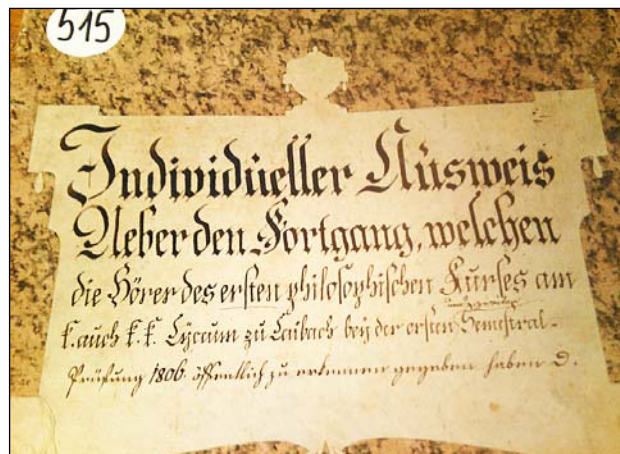 515
Individueller Ausweis
Ueber den Fortgang, welchen
die Hörer des ersten philosophischen Kurses am
k. auch k. k. Lyceum zu Laibach bey der ersten Semestral-
Prüfung 1806 öffentlich zu erkennen gegeben haben